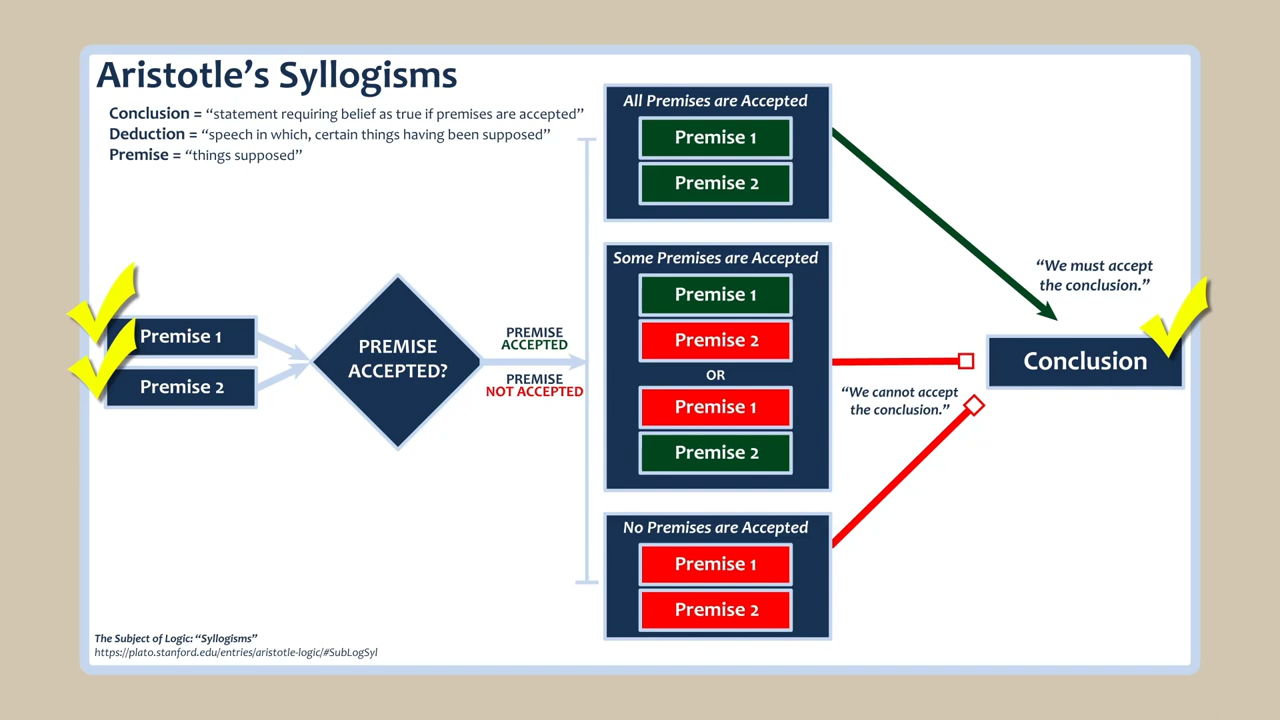 Aristotle’s Syllogisms
Conclusion = “statement requiring belief as true if premises are accepted”
Deduction = “speech in which, certain things having been supposed”
Premise = “things supposed”
Premise 1
Premise 2
PREMISE
ACCEPTED?
PREMISE
ACCEPTED
PREMISE
NOT ACCEPTED
All Premises are Accepted
Premise 1
Premise 2
Some Premises are Accepted
Premise 1
Premise 2
OR
Premise 1
Premise 2
No Premises are Accepted
Premise 1
Premise 2
“We must accept
the conclusion.”
“We cannot accept
the conclusion.”
Conclusion
The Subject of Logic: “Syllogisms”
https://plato.stanford.edu/entries/aristotle-logic/#SubLogSyl